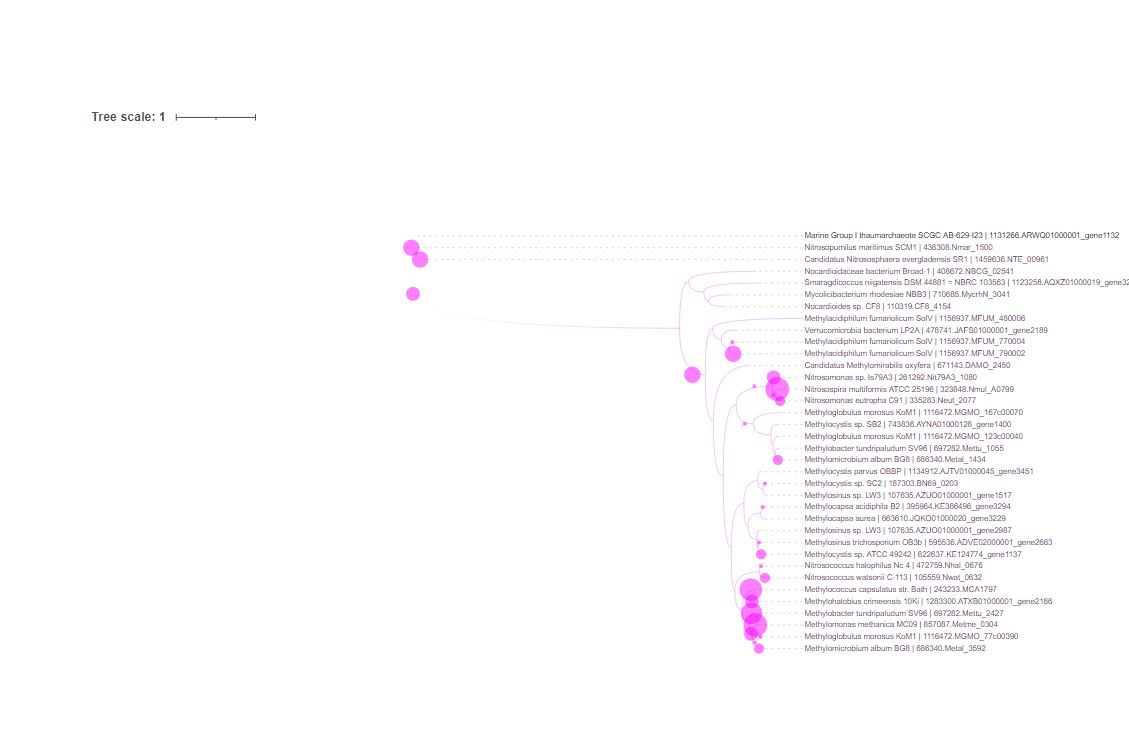 Tree scale: 1
Marine Group I thaumarchaeote SCGC AB-629-I23 | 1131266.ARWQ01000001_gene1132
Nitrosopumilus maritimus SCM1 | 436308.Nmar_1500
Candidatus Nitrososphaera evergladensis SR1 | 1459636.NTE_00961
Nocardioidaceae bacterium Broad-1 | 408672.NBCG_02541
Smaragdicoccus niigatensis DSM 44881 = NBRC 103563 | 1123258.AQXZ01000019_gene32
Mycolicibacterium rhodesiae NBB3 | 710685.MycrhN_3041
Nocardioides sp. CF8 | 110319.CF8_4154
Methylacidiphilum fumariolicum SolV | 1156937.MFUM_480006
Verrucomicrobia bacterium LP2A | 478741.JAFS01000001_gene2189
Methylacidiphilum fumariolicum SolV | 1156937.MFUM_770004
Methylacidiphilum fumariolicum SolV | 1156937.MFUM_790002
Candidatus Methylomirabilis oxyfera | 671143.DAMO_2450
Nitrosomonas sp. Is79A3 | 261292.Nit79A3_1080
Nitrosospira multiformis ATCC 25196 | 323848.Nmul_A0799
Nitrosomonas eutropha C91 | 335283.Neut_2077
Methyloglobulus morosus KoM1 | 1116472.MGMO_167c00070
Methylocystis sp. SB2 | 743836.AYNA01000128_gene1400
Methyloglobulus morosus KoM1 | 1116472.MGMO_123c00040
Methylobacter tundripaludum SV96 | 697282.Mettu_1055
Methylomicrobium album BG8 | 686340.Metal_1434
Methylocystis parvus OBBP | 1134912.AJTV01000045_gene3451
Methylocystis sp. SC2 | 187303.BN69_0203
Methylosinus sp. LW3 | 107635.AZUO01000001_gene1517
Methylocapsa acidiphila B2 | 395964.KE386496_gene3294
Methylocapsa aurea | 663610.JQKO01000020_gene3229
Methylosinus sp. LW3 | 107635.AZUO01000001_gene2987
Methylosinus trichosporium OB3b | 595536.ADVE02000001_gene2663
Methylocystis sp. ATCC 49242 | 622637.KE124774_gene1137
Nitrosococcus halophilus Nc 4 | 472759.Nhal_0676
Nitrosococcus watsonii C-113 | 105559.Nwat_0632
Methylococcus capsulatus str. Bath | 243233.MCA1797
Methylohalobius crimeensis 10Ki | 1283300.ATXB01000001_gene2186
Methylobacter tundripaludum SV96 | 697282.Mettu_2427
Methylomonas methanica MC09 | 857087.Metme_0304
Methyloglobulus morosus KoM1 | 1116472.MGMO_77c00390
Methylomicrobium album BG8 | 686340.Metal_3592